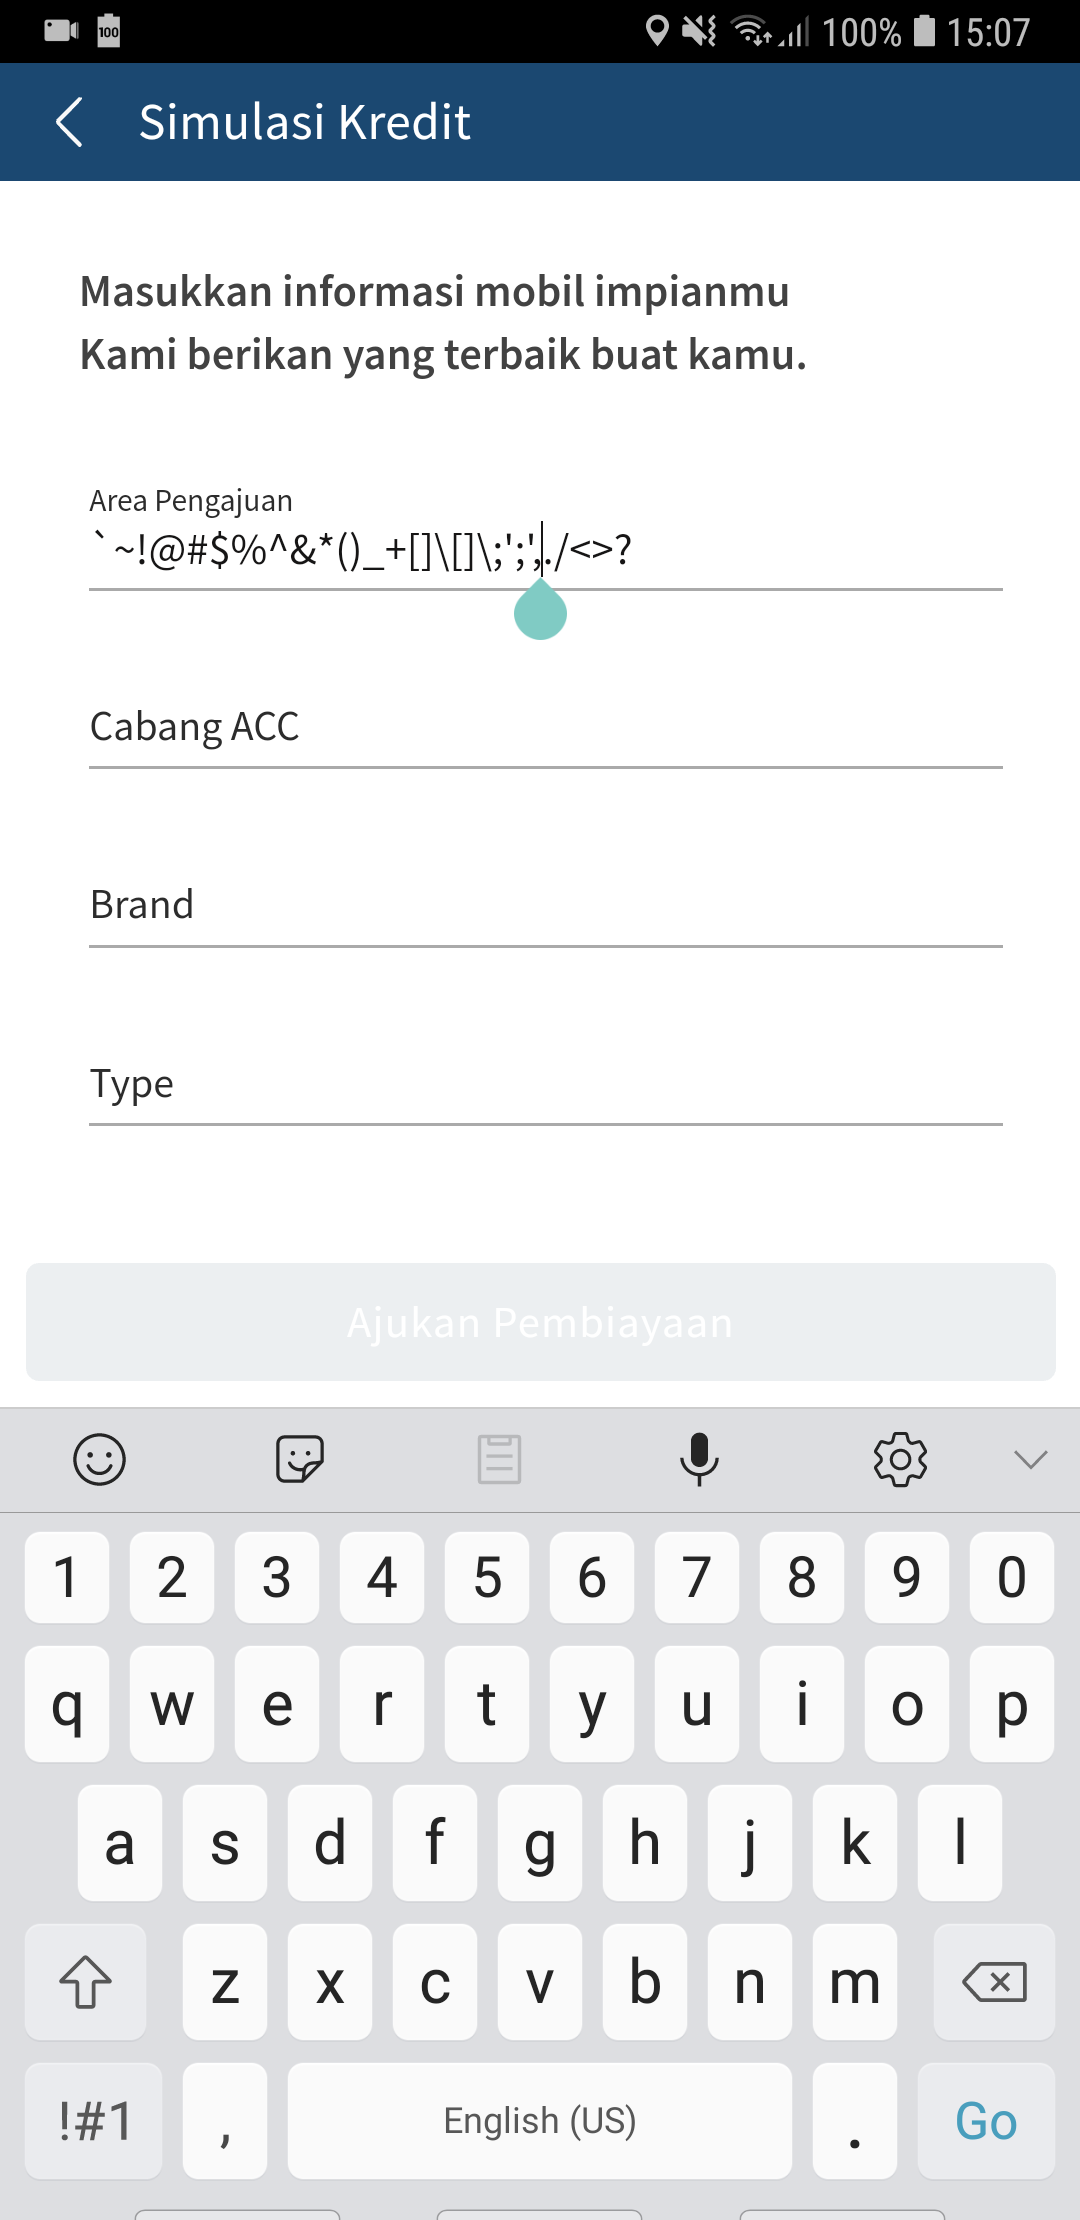 100 100% 15:07
Simulasi Kredit
Masukkan informasi mobil impianmu
Kami berikan yang terbaik buat kamu.
Area Pengajuan
`~!@#$%^&*()_+[]\[]\;';',./<>?
Cabang ACC
Brand
Type
Ajukan Pembiayaan
1 2 3 4 5 6 7 8 9 0
q w e r t y u i o p
a s d f g h j k l
z x c v b n m
!#1 , English (US) . Go